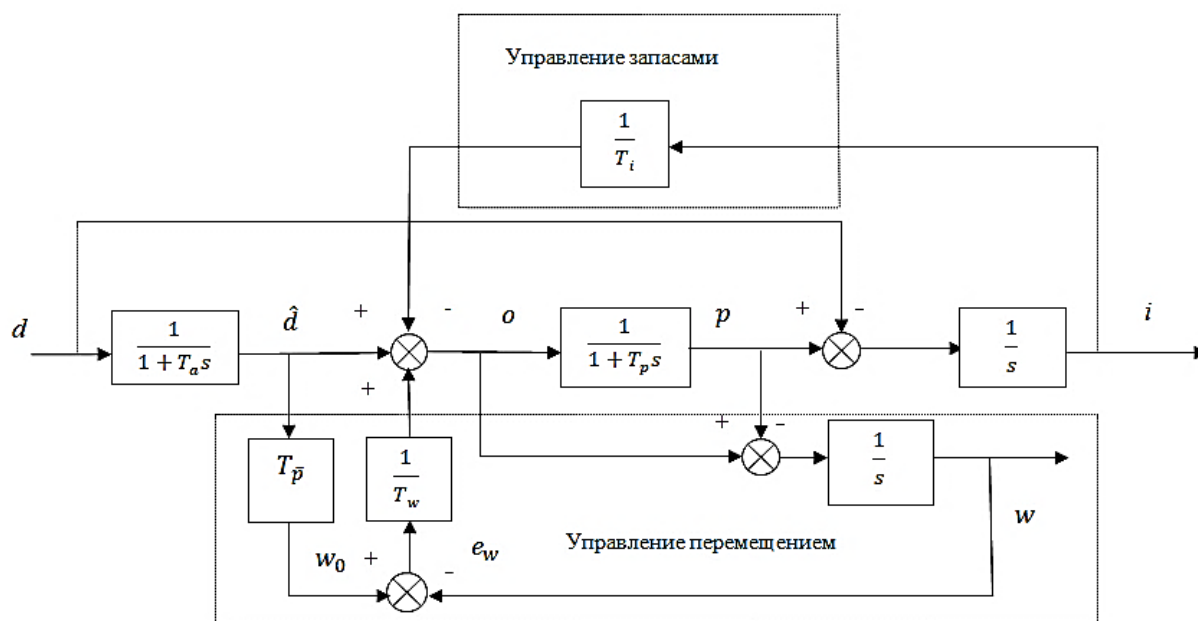 Управление запасами
1
T_i
+
-
+
-
d
1
1 + T_a s
d̂
o
1
1 + T_p s
p
1
s
i
+
+
-
T_p̄
1
T_w
1
s
w
w_0
+
-
e_w
Управление перемещением